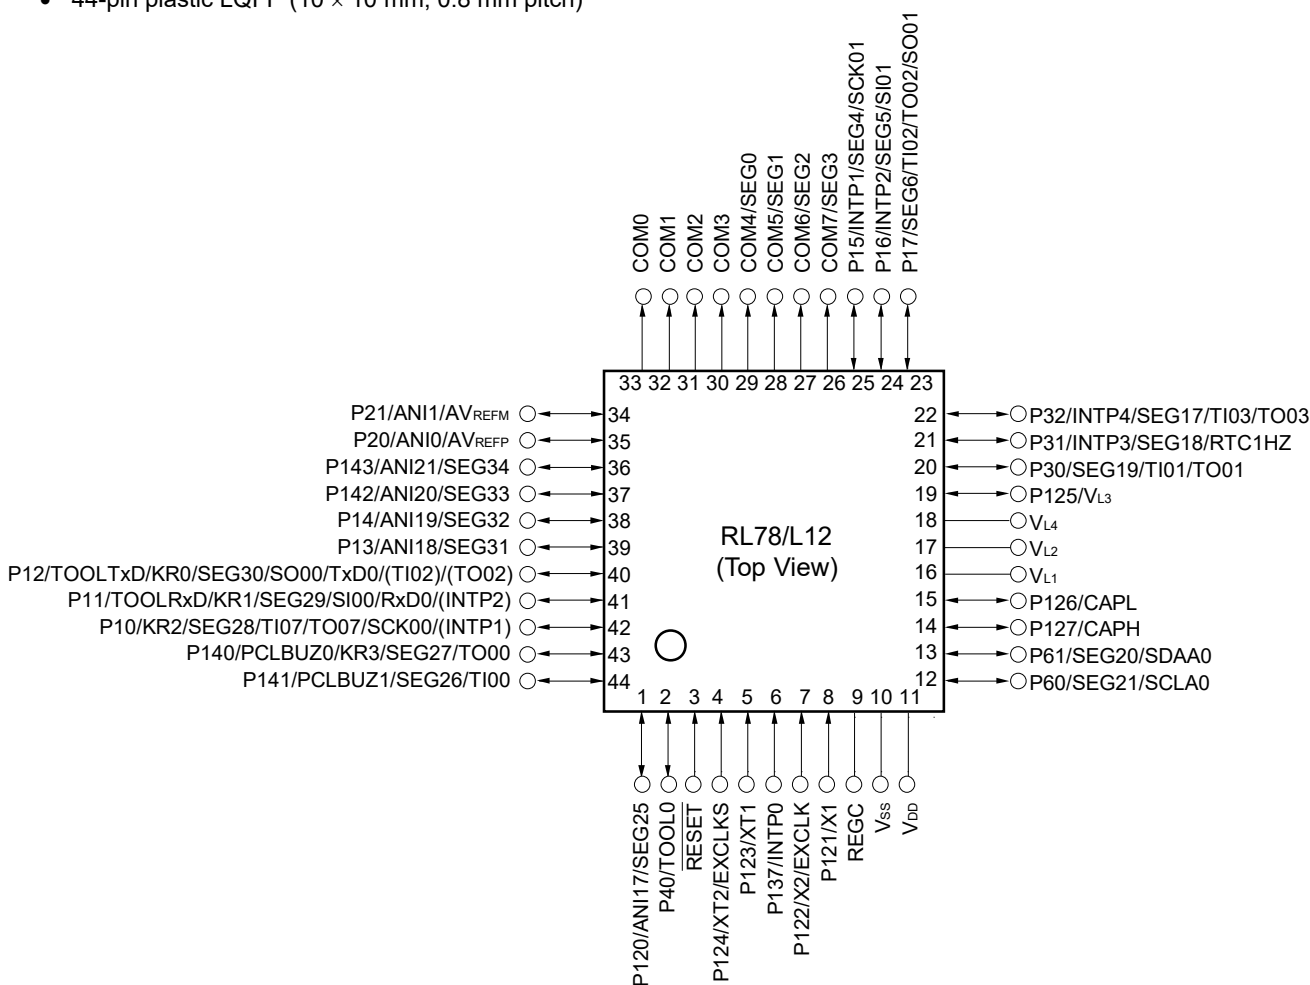 • 44-pin plastic LQFP (10 × 10 mm, 0.8 mm pitch)
COM0
COM1
COM2
COM3
COM4/SEG0
COM5/SEG1
COM6/SEG2
COM7/SEG3
P15/INTP1/SEG4/SCK01
P16/INTP2/SEG5/SI01
P17/SEG6/TI02/TO02/SO01
33 32 31 30 29 28 27 26 25 24 23
P21/ANI1/AVREFM 34
P20/ANI0/AVREFP 35
P143/ANI21/SEG34 36
P142/ANI20/SEG33 37
P14/ANI19/SEG32 38
P13/ANI18/SEG31 39
P12/TOOLTxD/KR0/SEG30/SO00/TxD0/(TI02)/(TO02) 40
P11/TOOLRxD/KR1/SEG29/SI00/RxD0/(INTP2) 41
P10/KR2/SEG28/TI07/TO07/SCK00/(INTP1) 42
P140/PCLBUZ0/KR3/SEG27/TO00 43
P141/PCLBUZ1/SEG26/TI00 44
RL78/L12
(Top View)
22 P32/INTP4/SEG17/TI03/TO03
21 P31/INTP3/SEG18/RTC1HZ
20 P30/SEG19/TI01/TO01
19 P125/VL3
18 VL4
17 VL2
16 VL1
15 P126/CAPL
14 P127/CAPH
13 P61/SEG20/SDAA0
12 P60/SEG21/SCLA0
1 2 3 4 5 6 7 8 9 10 11
P120/ANI17/SEG25
P40/TOOL0
RESET
P124/XT2/EXCLKS
P123/XT1
P137/INTP0
P122/X2/EXCLK
P121/X1
REGC
VSS
VDD